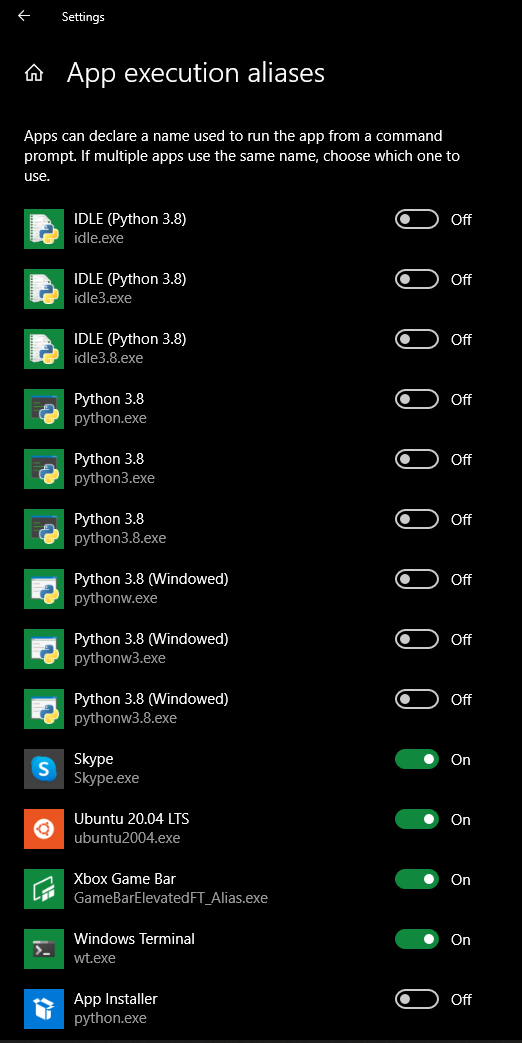 Settings
App execution aliases
Apps can declare a name used to run the app from a command
prompt. If multiple apps use the same name, choose which one to
use.
IDLE (Python 3.8)
idle.exe
Off
IDLE (Python 3.8)
idle3.exe
Off
IDLE (Python 3.8)
idle3.8.exe
Off
Python 3.8
python.exe
Off
Python 3.8
python3.exe
Off
Python 3.8
python3.8.exe
Off
Python 3.8 (Windowed)
pythonw.exe
Off
Python 3.8 (Windowed)
pythonw3.exe
Off
Python 3.8 (Windowed)
pythonw3.8.exe
Off
Skype
Skype.exe
On
Ubuntu 20.04 LTS
ubuntu2004.exe
On
Xbox Game Bar
GameBarElevatedFT_Alias.exe
On
Windows Terminal
wt.exe
On
App Installer
python.exe
Off